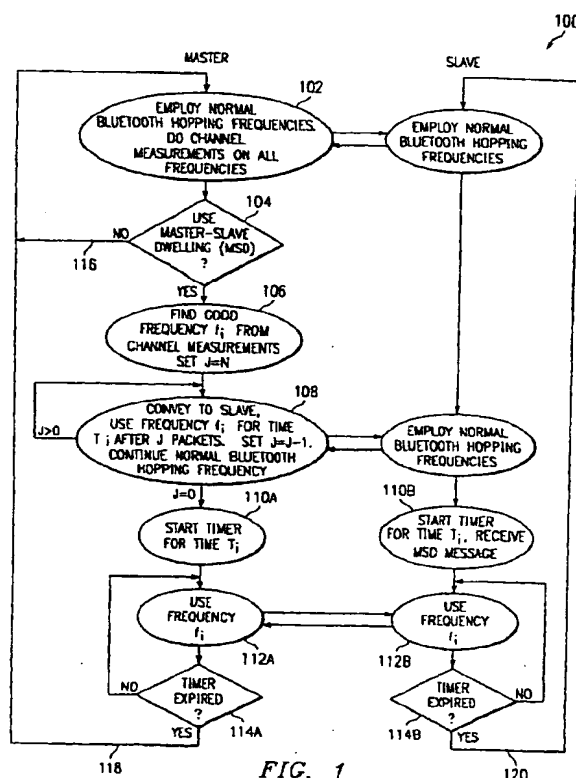 100
MASTER
SLAVE
102
EMPLOY NORMAL
BLUETOOTH HOPPING FREQUENCIES.
DO CHANNEL
MEASUREMENTS ON ALL
FREQUENCIES
EMPLOY NORMAL
BLUETOOTH HOPPING
FREQUENCIES
104
USE
MASTER-SLAVE
DWELLING (MSD)
?
NO
116
YES
106
FIND GOOD
FREQUENCY fi FROM
CHANNEL MEASUREMENTS
SET J=N
108
J>0
CONVEY TO SLAVE,
USE FREQUENCY fi FOR TIME
Ti AFTER J PACKETS. SET J=J-1.
CONTINUE NORMAL BLUETOOTH
HOPPING FREQUENCY
EMPLOY NORMAL
BLUETOOTH HOPPING
FREQUENCIES
J=0
110A
110B
START TIMER
FOR TIME Ti
START TIMER
FOR TIME Ti, RECEIVE
MSD MESSAGE
USE
FREQUENCY
fi
USE
FREQUENCY
fi
112A
112B
NO
TIMER
EXPIRED
?
TIMER
EXPIRED
?
NO
YES
114A
114B
YES
118
FIG. 1
120